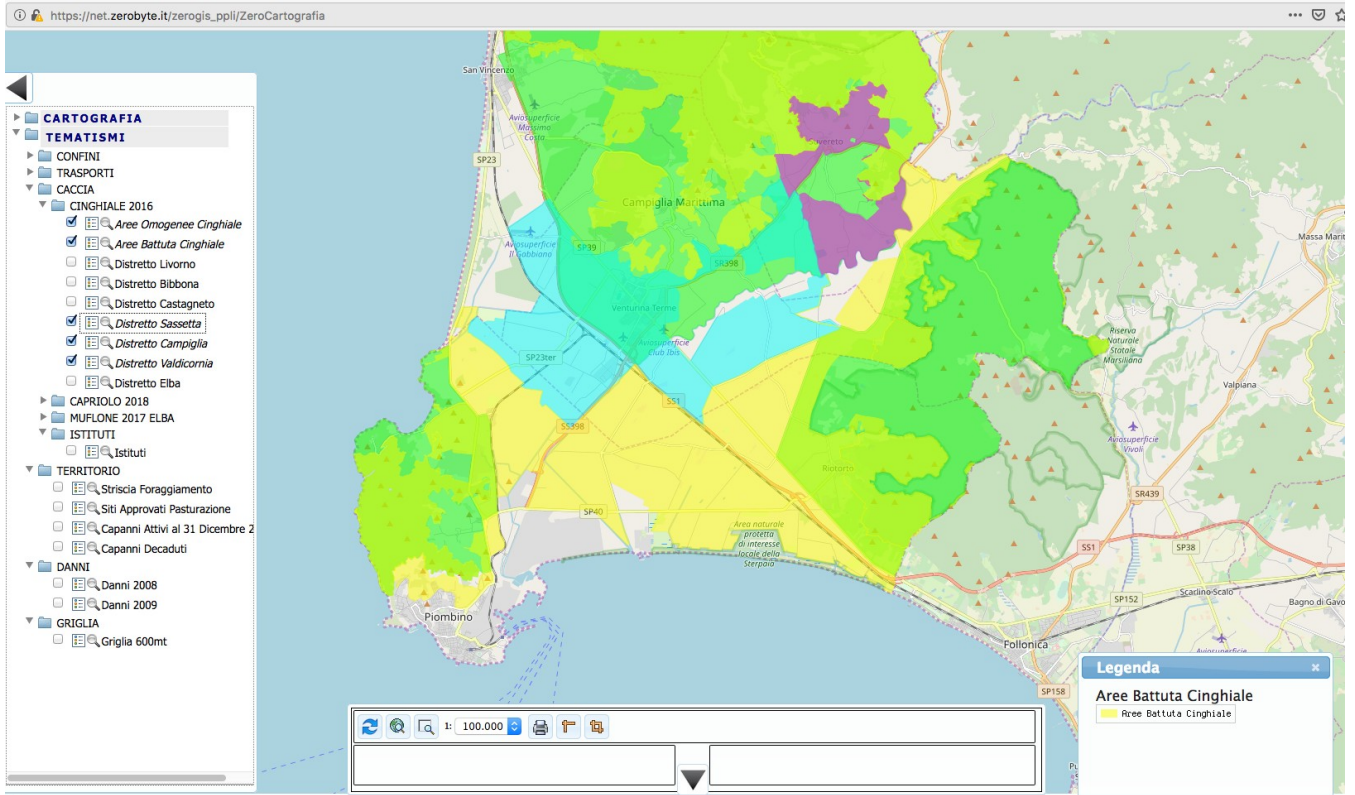 https://net.zerobyte.it/zerogis_ppli/ZeroCartografia
CARTOGRAFIA
TEMATISMI
CONFINI
TRASPORTI
CACCIA
CINGHIALE 2016
Aree Omogenee Cinghiale
Aree Battuta Cinghiale
Distretto Livorno
Distretto Bibbona
Distretto Castagneto
Distretto Sassetta
Distretto Campiglia
Distretto Valdicornia
Distretto Elba
CAPRIOLO 2018
MUFLONE 2017 ELBA
ISTITUTI
Istituti
TERRITORIO
Striscia Foraggiamento
Siti Approvati Pasturazione
Capanni Attivi al 31 Dicembre 2
Capanni Decaduti
DANNI
Danni 2008
Danni 2009
GRIGLIA
Griglia 600mt
San Vincenzo
Aviosuperficie
Massima
Costa
SP23
Campiglia Marittima
Aviosuperficie
Il Gabbiano
SP39
SR398
Venturina Terme
Aviosuperficie
Club Ibis
SP23ter
SS1
SS398
Riotorto
SP40
Area naturale
protetta
di interesse
locale della
Sterpaia
Piombino
Massa Marit
Riserva
Naturale
Statale
Marsiliana
Valpiana
Aviosuperficie
Vivoli
SR439
SS1
SP38
SP152
Scarlino Scalo
Bagno di Gavo
Follonica
Aviosuperficie
SP158
Pu
1: 100.000
Legenda
Aree Battuta Cinghiale
Aree Battuta Cinghiale